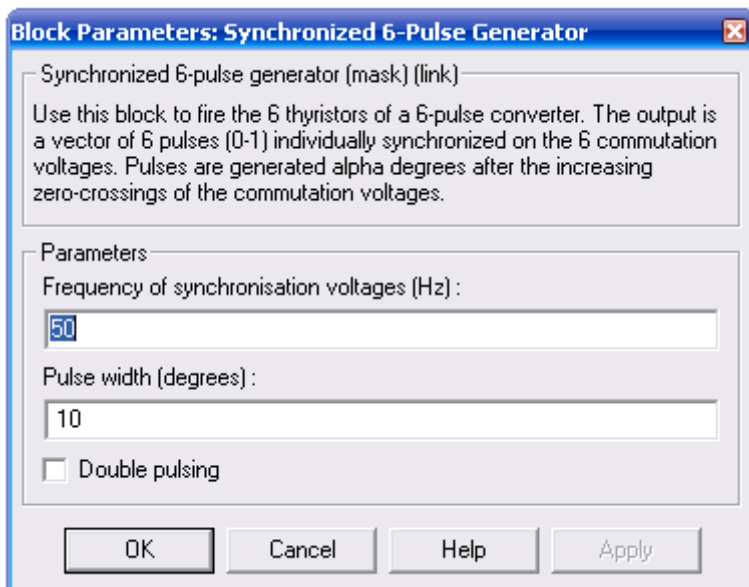 Block Parameters: Synchronized 6-Pulse Generator
Synchronized 6-pulse generator (mask) (link)
Use this block to fire the 6 thyristors of a 6-pulse converter. The output is
a vector of 6 pulses (0-1) individually synchronized on the 6 commutation
voltages. Pulses are generated alpha degrees after the increasing
zero-crossings of the commutation voltages.
Parameters
Frequency of synchronisation voltages (Hz) :
50
Pulse width (degrees) :
10
Double pulsing
OK Cancel Help Apply